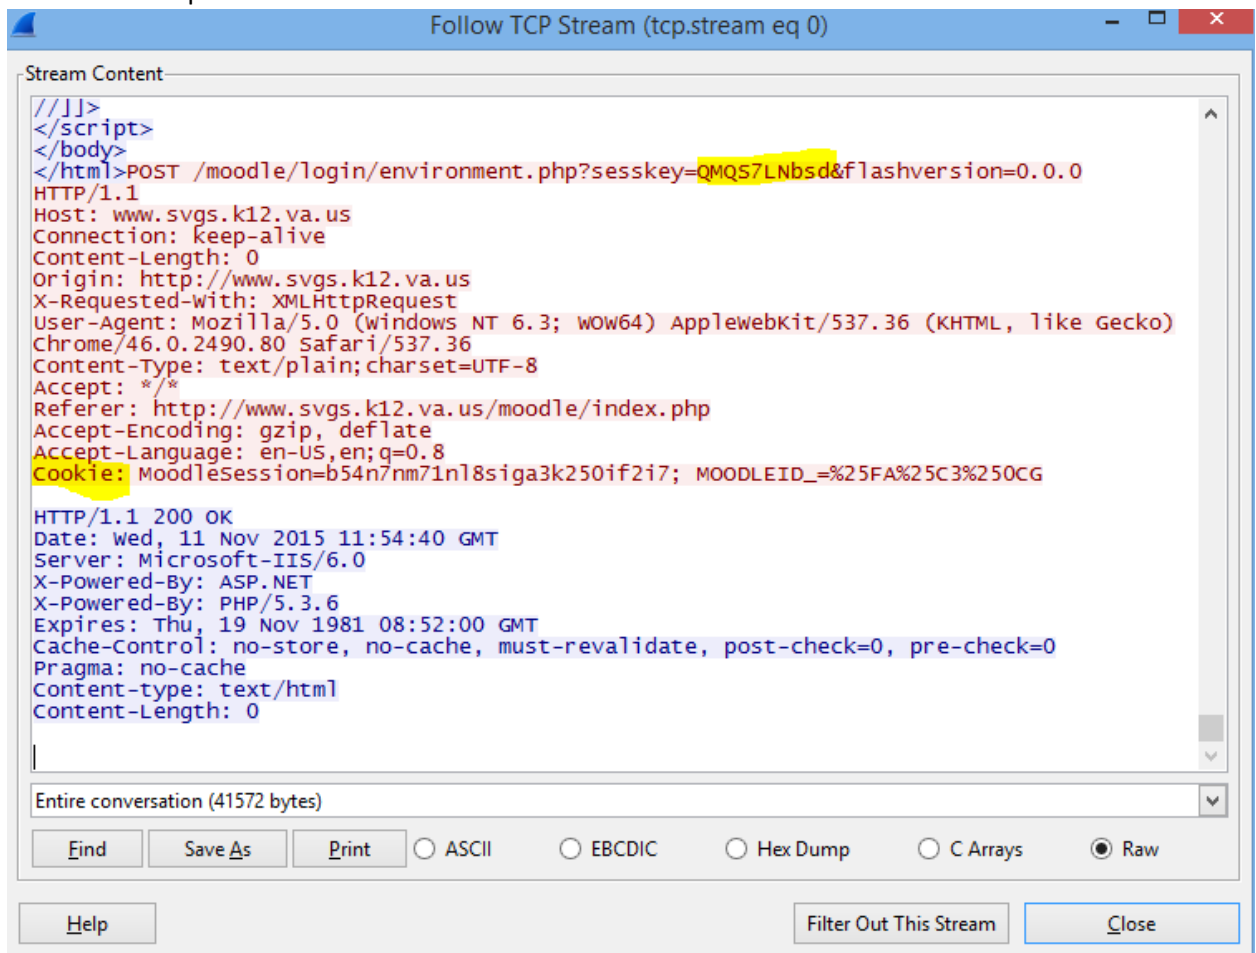 Follow TCP Stream (tcp.stream eq 0)
Stream Content
//]]>
</script>
</body>
</html>POST /moodle/login/environment.php?sesskey=QMQS7LNbsd&flashversion=0.0.0
HTTP/1.1
Host: www.svgs.k12.va.us
Connection: keep-alive
Content-Length: 0
Origin: http://www.svgs.k12.va.us
X-Requested-With: XMLHttpRequest
User-Agent: Mozilla/5.0 (Windows NT 6.3; WOW64) AppleWebKit/537.36 (KHTML, like Gecko)
Chrome/46.0.2490.80 Safari/537.36
Content-Type: text/plain;charset=UTF-8
Accept: */*
Referer: http://www.svgs.k12.va.us/moodle/index.php
Accept-Encoding: gzip, deflate
Accept-Language: en-US,en;q=0.8
Cookie: MoodleSession=b54n7nm71nl8siga3k250if2i7; MOODLEID_=%25FA%25C3%250CG
HTTP/1.1 200 OK
Date: Wed, 11 Nov 2015 11:54:40 GMT
Server: Microsoft-IIS/6.0
X-Powered-By: ASP.NET
X-Powered-By: PHP/5.3.6
Expires: Thu, 19 Nov 1981 08:52:00 GMT
Cache-Control: no-store, no-cache, must-revalidate, post-check=0, pre-check=0
Pragma: no-cache
Content-type: text/html
Content-Length: 0
Entire conversation (41572 bytes)
Find Save As Print ASCII EBCDIC Hex Dump C Arrays Raw
Help Filter Out This Stream Close